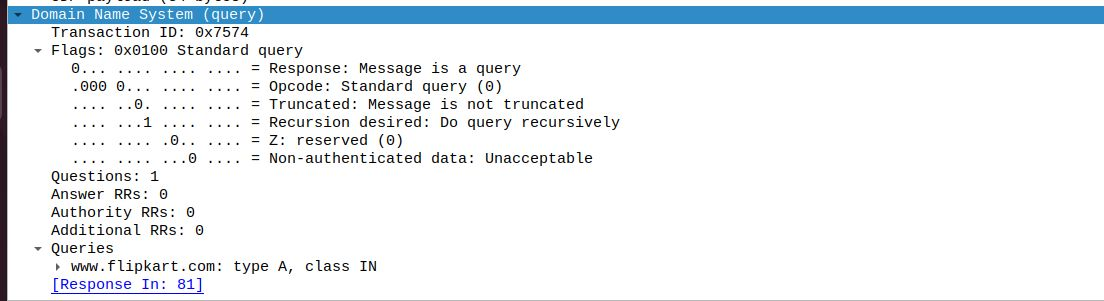 Domain Name System (query)
Transaction ID: 0x7574
Flags: 0x0100 Standard query
0... .... .... .... = Response: Message is a query
.000 0... .... .... = Opcode: Standard query (0)
.... ..0. .... .... = Truncated: Message is not truncated
.... ...1 .... .... = Recursion desired: Do query recursively
.... .... .0.. .... = Z: reserved (0)
.... .... ...0 .... = Non-authenticated data: Unacceptable
Questions: 1
Answer RRs: 0
Authority RRs: 0
Additional RRs: 0
Queries
www.flipkart.com: type A, class IN
[Response In: 81]